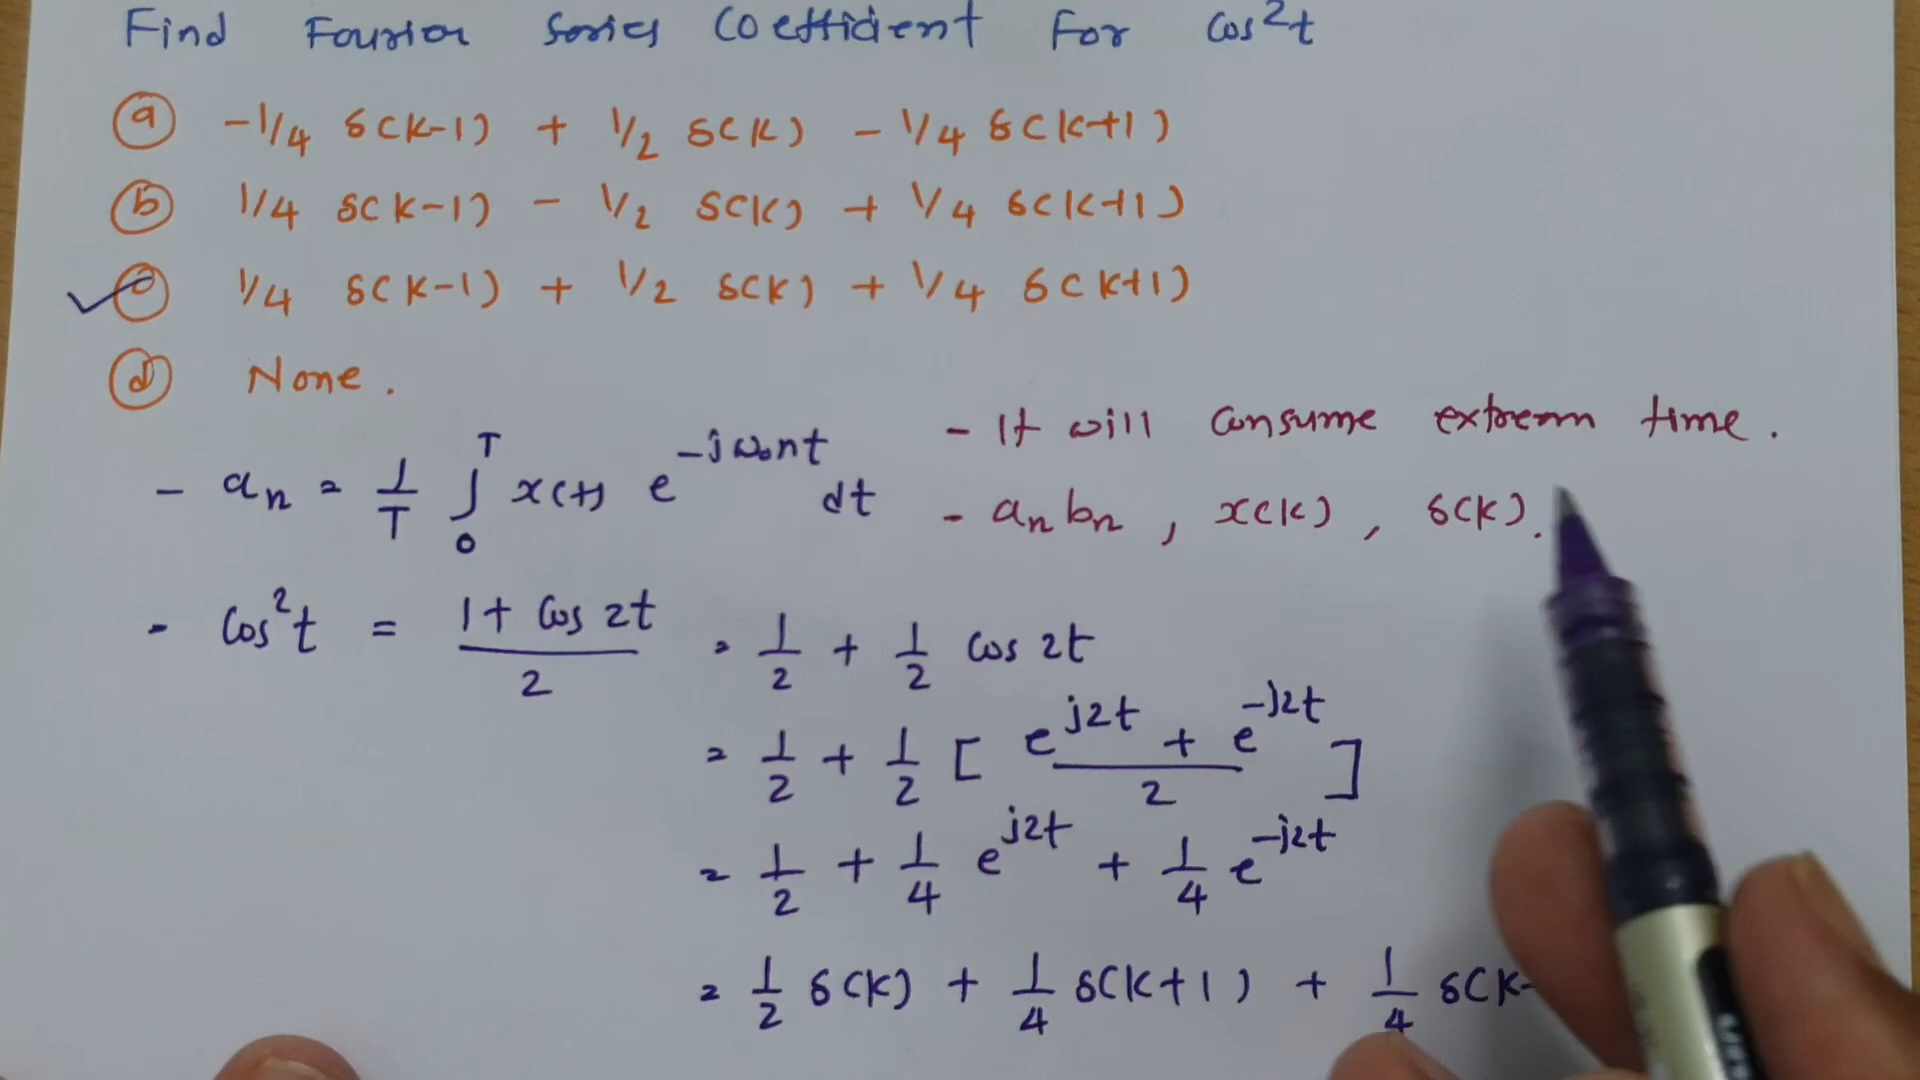 Find Fourier Series Coefficient For Cos²t
ⓐ -1/4 δ(k-1) + 1/2 δ(k) - 1/4 δ(k+1)
ⓑ 1/4 δ(k-1) - 1/2 δ(k) + 1/4 δ(k+1)
✓ⓒ 1/4 δ(k-1) + 1/2 δ(k) + 1/4 δ(k+1)
ⓓ None.
- aₙ = 1/T ∫₀ᵀ x(t) e^(-jω₀nt) dt
- It will consume extrem time.
- aₙ bₙ, x(k), δ(k).
- Cos²t = (1 + Cos 2t)/2 = 1/2 + 1/2 Cos 2t
= 1/2 + 1/2 [ (e^(j2t) + e^(-j2t))/2 ]
= 1/2 + 1/4 e^(j2t) + 1/4 e^(-j2t)
= 1/2 δ(k) + 1/4 δ(k+1) + 1/4 δ(k-